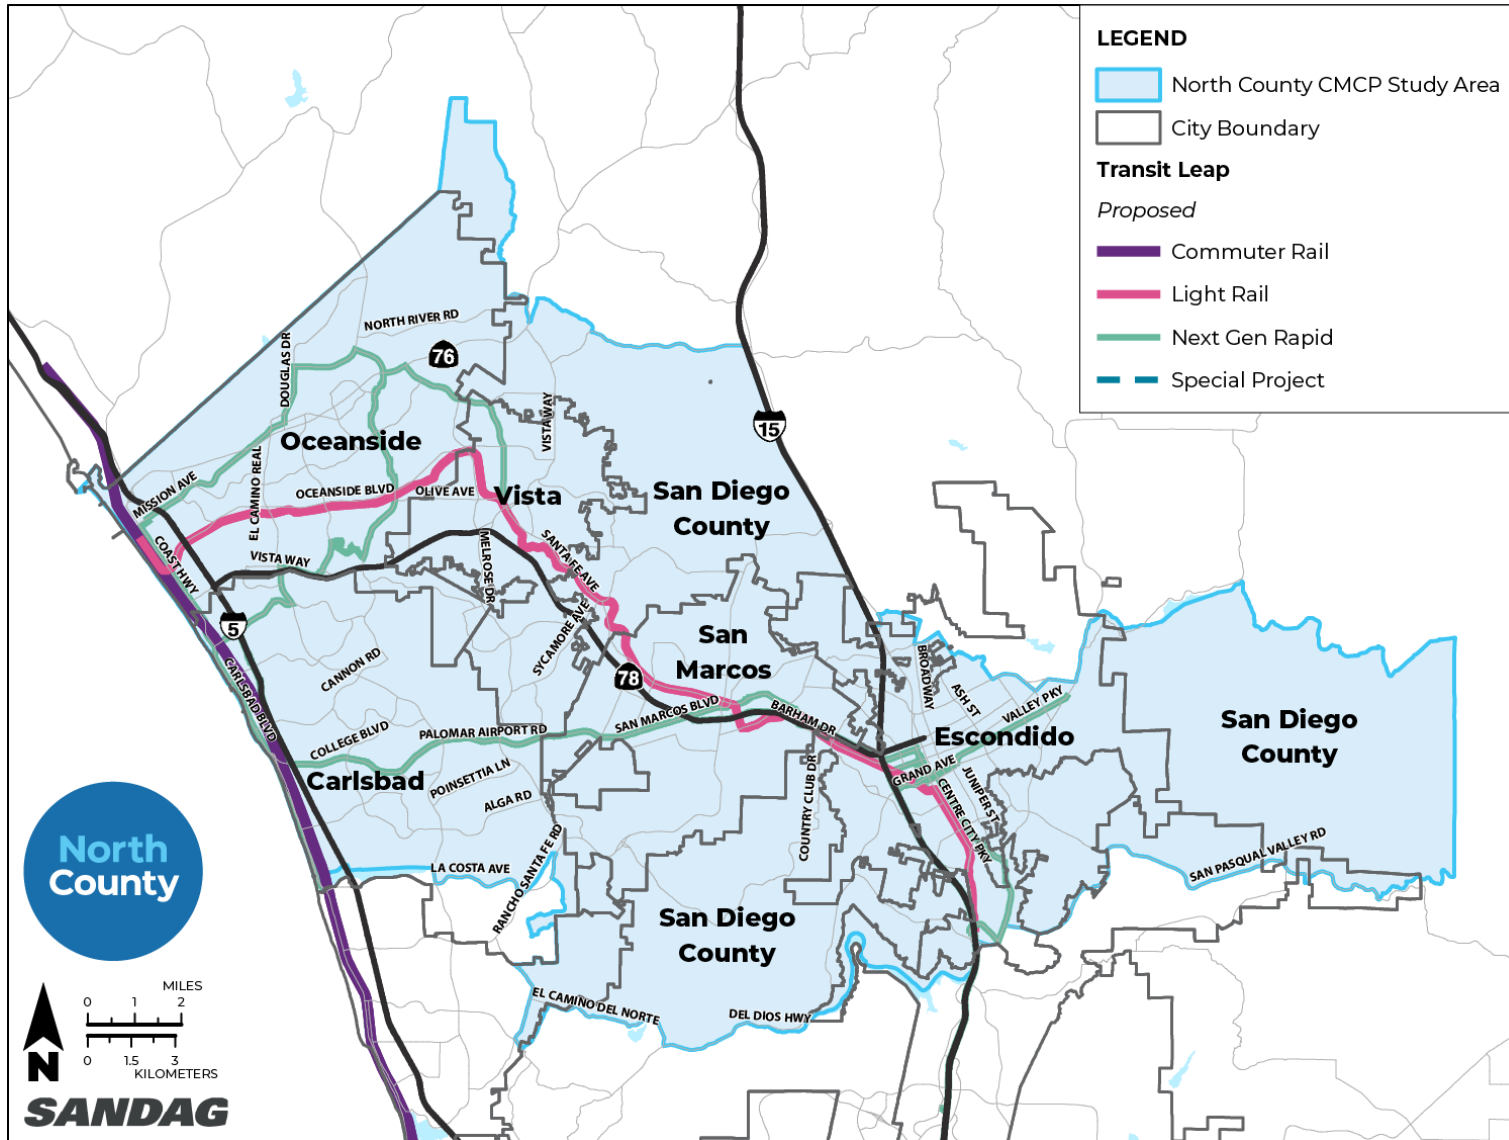 LEGEND
North County CMCP Study Area
City Boundary
Transit Leap
Proposed
Commuter Rail
Light Rail
Next Gen Rapid
Special Project
NORTH RIVER RD
76
DOUGLAS DR
VISTA WAY
15
Oceanside
EL CAMINO REAL
MISSION AVE
OCEANSIDE BLVD
OLIVE AVE
Vista
San Diego
County
COAST HWY
VISTA WAY
MELROSE DR
SANTA FE AVE
SYCAMORE AVE
5
San
Marcos
78
CANNON RD
CARLSBAD BLVD
BROADWAY
ASH ST
VALLEY PKY
COLLEGE BLVD
PALOMAR AIRPORT RD
SAN MARCOS BLVD
BARHAM DR
Escondido
San Diego
County
GRAND AVE
Carlsbad
POINSETTIA LN
ALGA RD
COUNTRY CLUB DR
CENTRE CITY PKY
JUNIPER ST
SAN PASQUAL VALLEY RD
LA COSTA AVE
RANCHO SANTA FE RD
San Diego
County
EL CAMINO DEL NORTE
DEL DIOS HWY
North
County
MILES
0 1 2
0 1.5 3
KILOMETERS
N
SANDAG